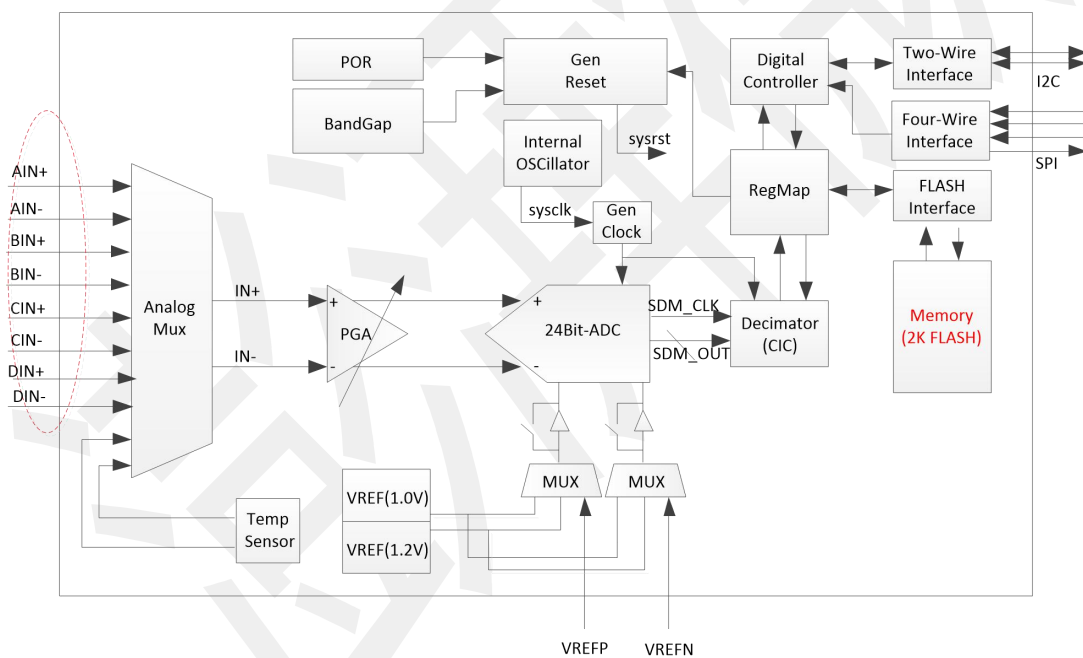 POR
Gen
Reset
Digital
Controller
Two-Wire
Interface
I2C
BandGap
Four-Wire
Interface
SPI
Internal
OSCillator
sysrst
RegMap
FLASH
Interface
sysclk
Gen
Clock
AIN+
AIN-
BIN+
BIN-
CIN+
CIN-
DIN+
DIN-
Analog
Mux
IN+
IN-
+
PGA
-
+
24Bit-ADC
-
SDM_CLK
SDM_OUT
Decimator
(CIC)
Memory
(2K FLASH)
MUX
MUX
VREF(1.0V)
VREF(1.2V)
Temp
Sensor
VREFP
VREFN